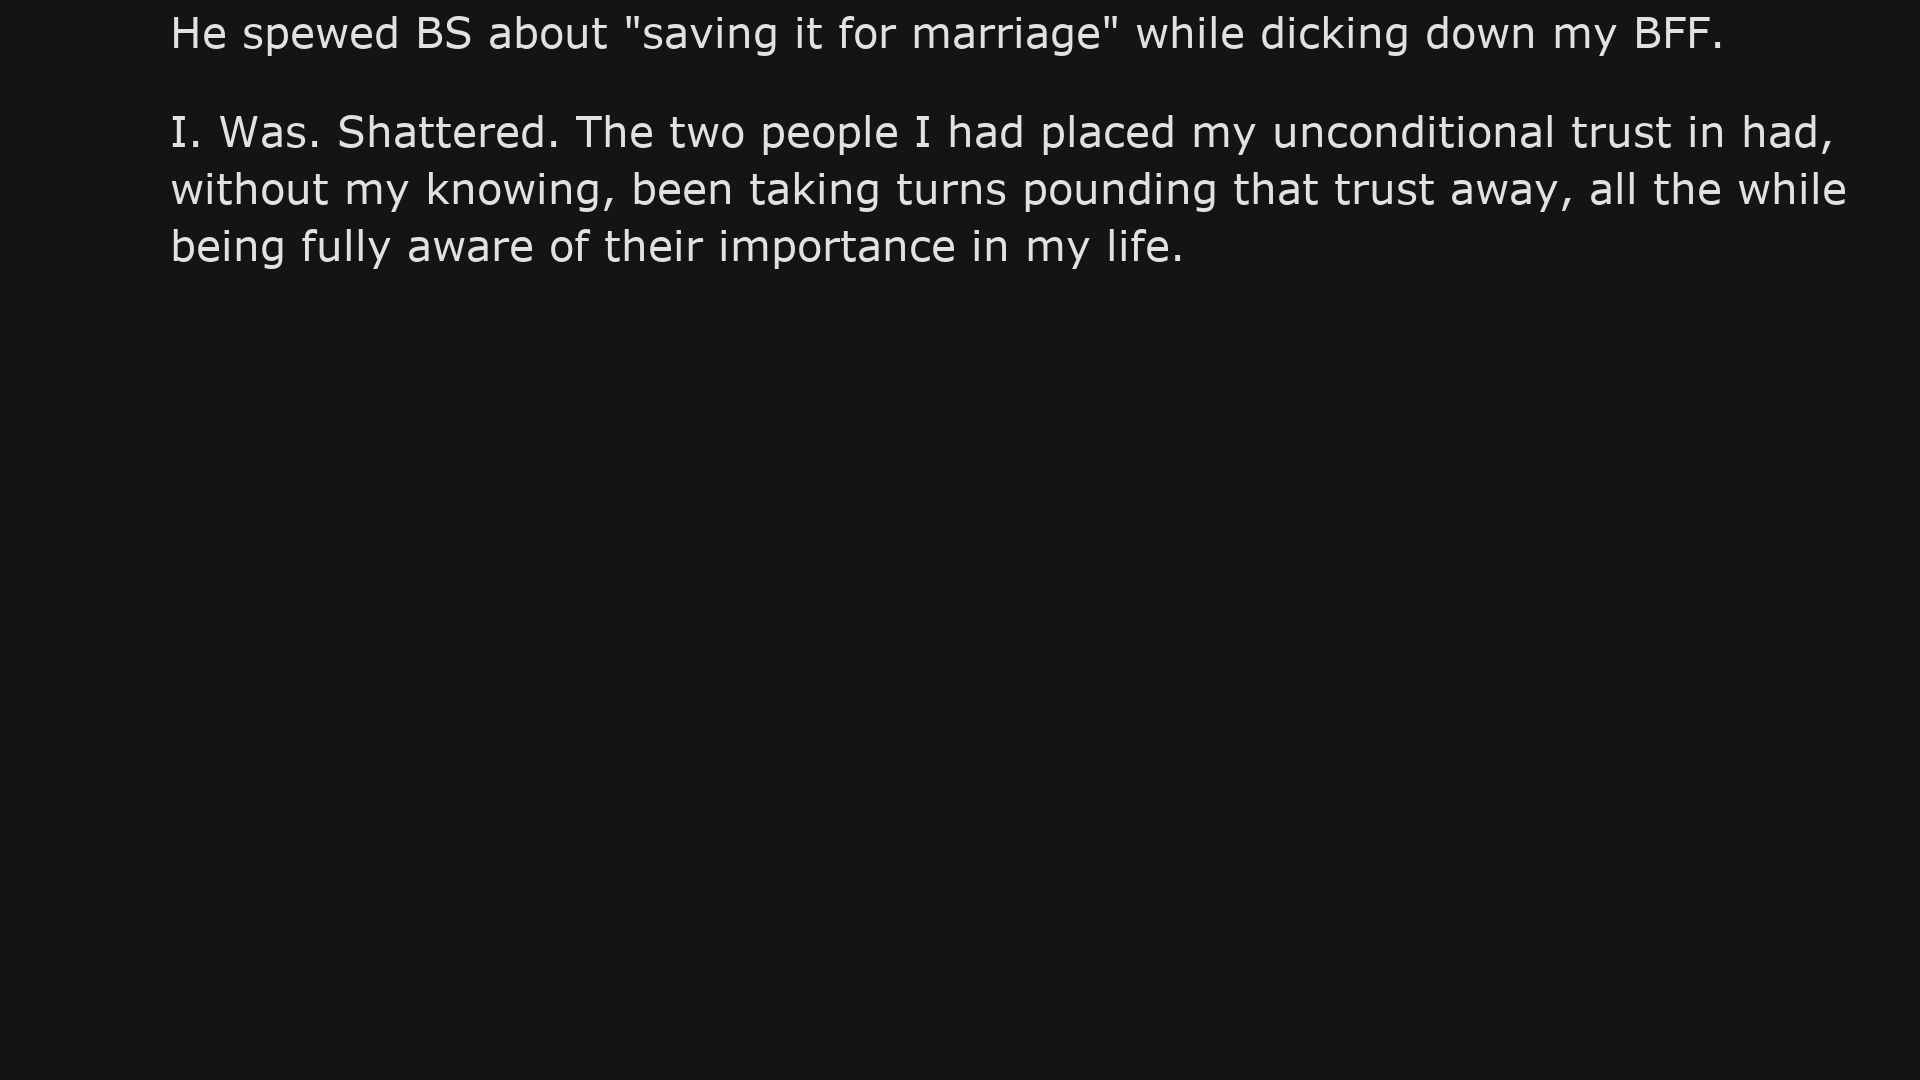 He spewed BS about "saving it for marriage" while dicking down my BFF.
I. Was. Shattered. The two people I had placed my unconditional trust in had,
without my knowing, been taking turns pounding that trust away, all the while
being fully aware of their importance in my life.